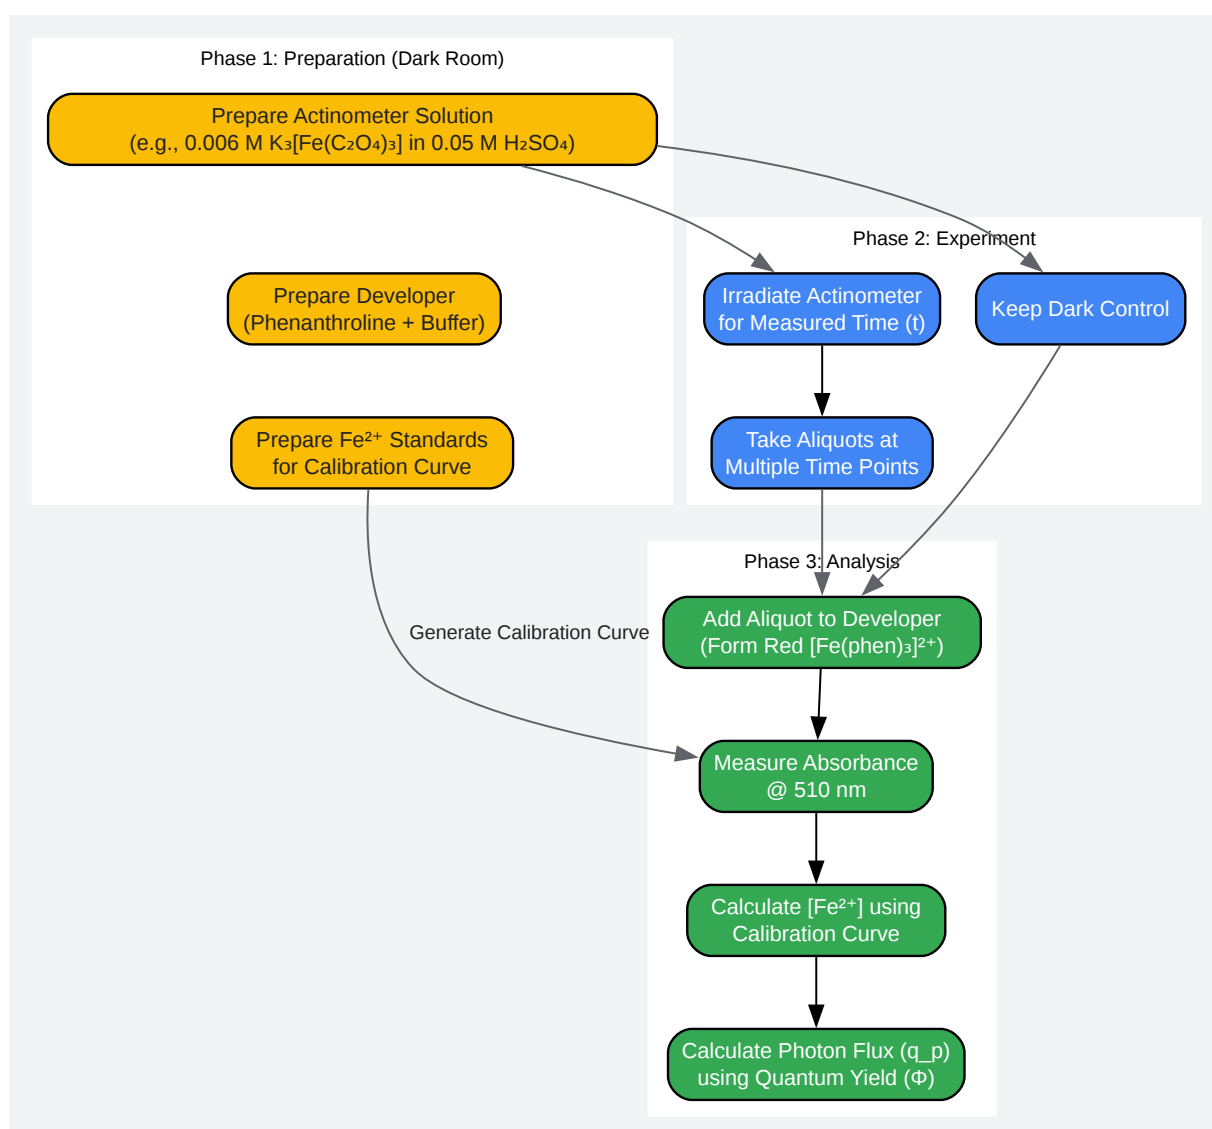 Phase 1: Preparation (Dark Room)
Prepare Actinometer Solution
(e.g., 0.006 M K₃[Fe(C₂O₄)₃] in 0.05 M H₂SO₄)
Prepare Developer
(Phenanthroline + Buffer)
Prepare Fe²⁺ Standards
for Calibration Curve
Phase 2: Experiment
Irradiate Actinometer
for Measured Time (t)
Keep Dark Control
Take Aliquots at
Multiple Time Points
Generate Calibration Curve
Phase 3: Analysis
Add Aliquot to Developer
(Form Red [Fe(phen)₃]²⁺)
Measure Absorbance
@ 510 nm
Calculate [Fe²⁺] using
Calibration Curve
Calculate Photon Flux (q_p)
using Quantum Yield (Φ)